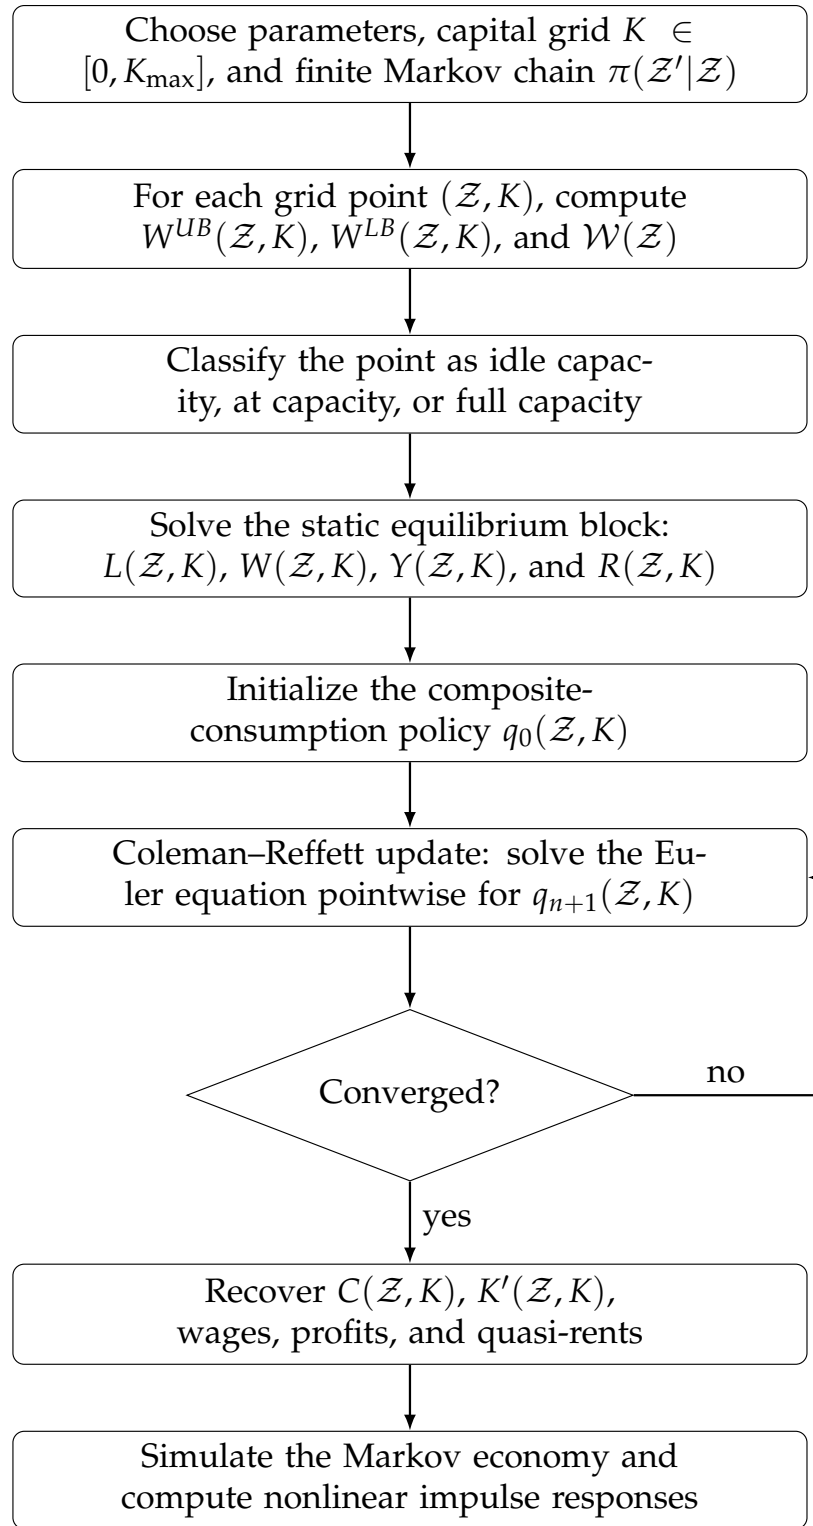 Choose parameters, capital grid K ∈
[0, K_max], and finite Markov chain π(𝒵′|𝒵)
For each grid point (𝒵, K), compute
W^{UB}(𝒵, K), W^{LB}(𝒵, K), and 𝒲(𝒵)
Classify the point as idle capac-
ity, at capacity, or full capacity
Solve the static equilibrium block:
L(𝒵, K), W(𝒵, K), Y(𝒵, K), and R(𝒵, K)
Initialize the composite-
consumption policy q_0(𝒵, K)
Coleman–Reffett update: solve the Eu-
ler equation pointwise for q_{n+1}(𝒵, K)
Converged?
no
yes
Recover C(𝒵, K), K′(𝒵, K),
wages, profits, and quasi-rents
Simulate the Markov economy and
compute nonlinear impulse responses